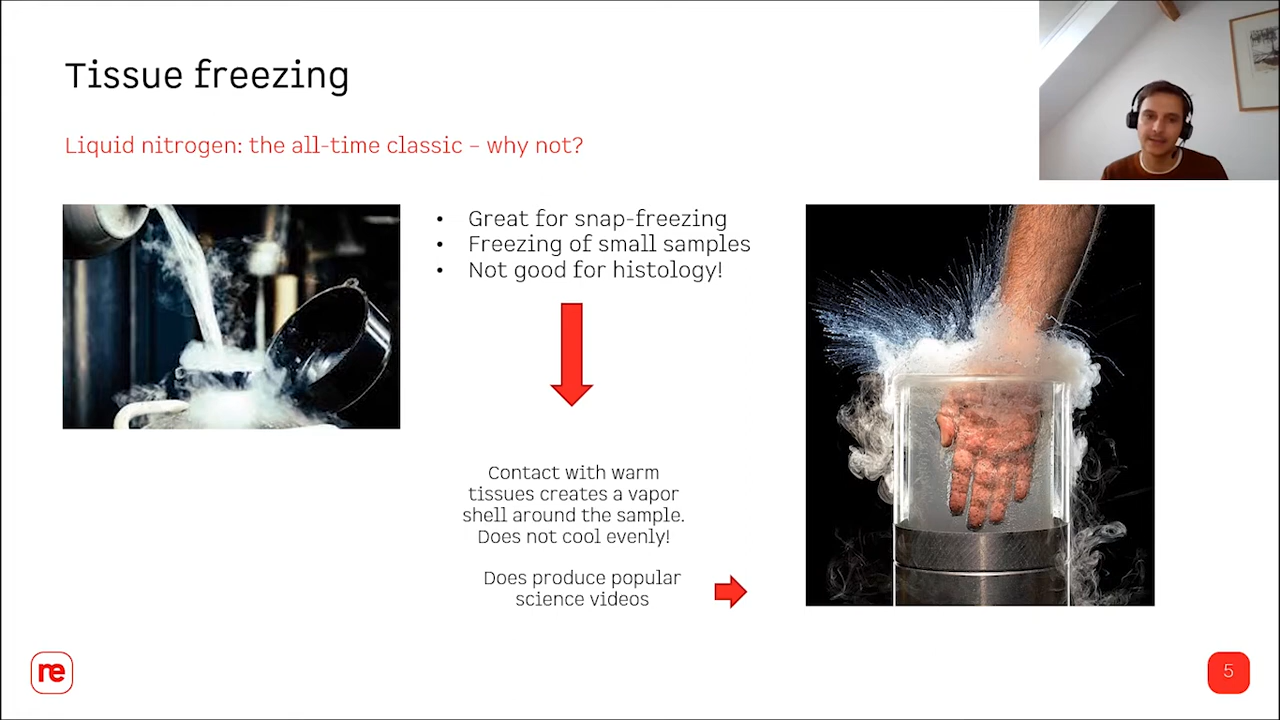 Tissue freezing
Liquid nitrogen: the all-time classic – why not?
• Great for snap-freezing
• Freezing of small samples
• Not good for histology!
Contact with warm
tissues creates a vapor
shell around the sample.
Does not cool evenly!
Does produce popular
science videos
re
5